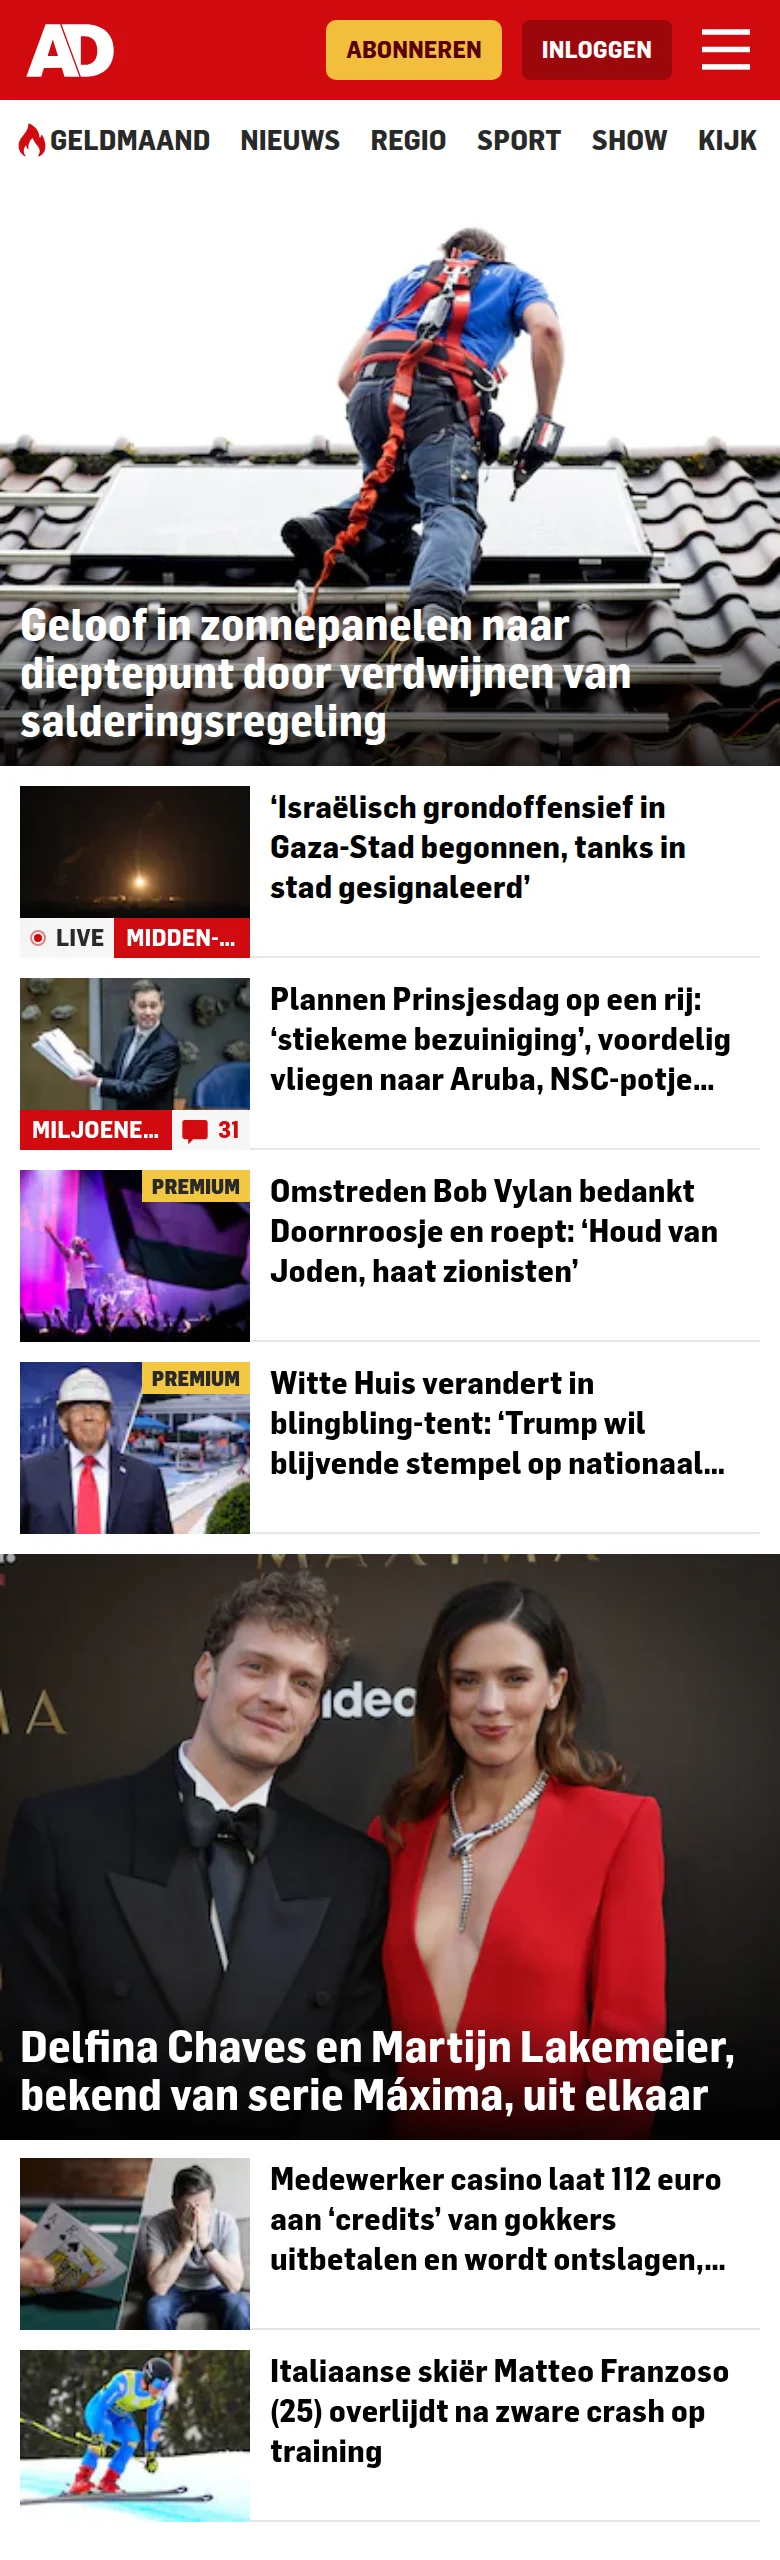 AD
ABONNEREN
INLOGGEN
GELDMAAND NIEUWS REGIO SPORT SHOW KIJK
Geloof in zonnepanelen naar
dieptepunt door verdwijnen van
salderingsregeling
‘Israëlisch grondoffensief in
Gaza-Stad begonnen, tanks in
stad gesignaleerd’
LIVE MIDDEN-...
Plannen Prinsjesdag op een rij:
‘stiekeme bezuiniging’, voordelig
vliegen naar Aruba, NSC-potje...
MILJOENE... 31
PREMIUM
Omstreden Bob Vylan bedankt
Doornroosje en roept: ‘Houd van
Joden, haat zionisten’
PREMIUM
Witte Huis verandert in
blingbling-tent: ‘Trump wil
blijvende stempel op nationaal...
MAXIMA
MA
ideo
Delfina Chaves en Martijn Lakemeier,
bekend van serie Máxima, uit elkaar
Medewerker casino laat 112 euro
aan ‘credits’ van gokkers
uitbetalen en wordt ontslagen,...
Italiaanse skiër Matteo Franzoso
(25) overlijdt na zware crash op
training